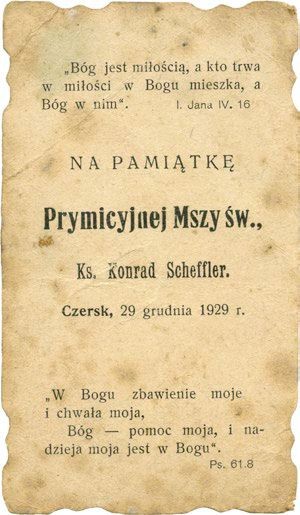 „Bóg jest miłością, a kto trwa
w miłości w Bogu mieszka, a
Bóg w nim“. I. Jana IV. 16
NA PAMIĄTKĘ
Prymicyjnej Mszy św.,
Ks. Konrad Scheffler.
Czersk, 29 grudnia 1929 r.
„W Bogu zbawienie moje
i chwała moja,
Bóg — pomoc moja, i na-
dzieja moja jest w Bogu“.
Ps. 61.8